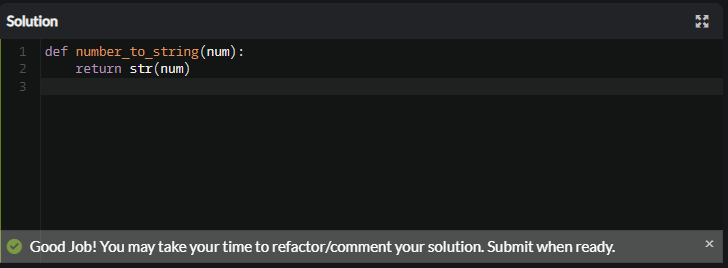 Solution
1 def number_to_string(num):
2     return str(num)
3
Good Job! You may take your time to refactor/comment your solution. Submit when ready. ×